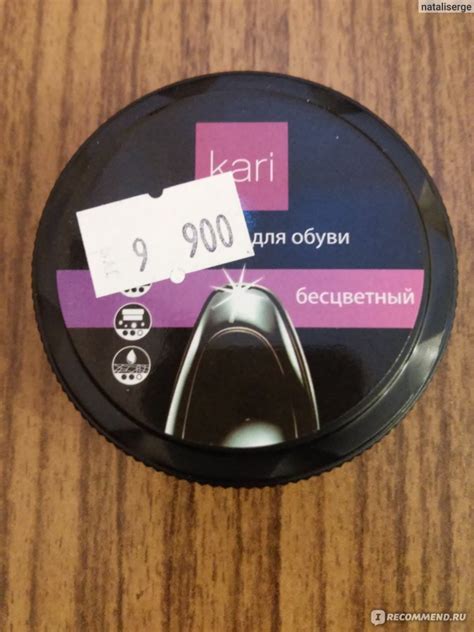 nataliserge
kari
9 900
для обуви
бесцветный
RECOMMEND.RU